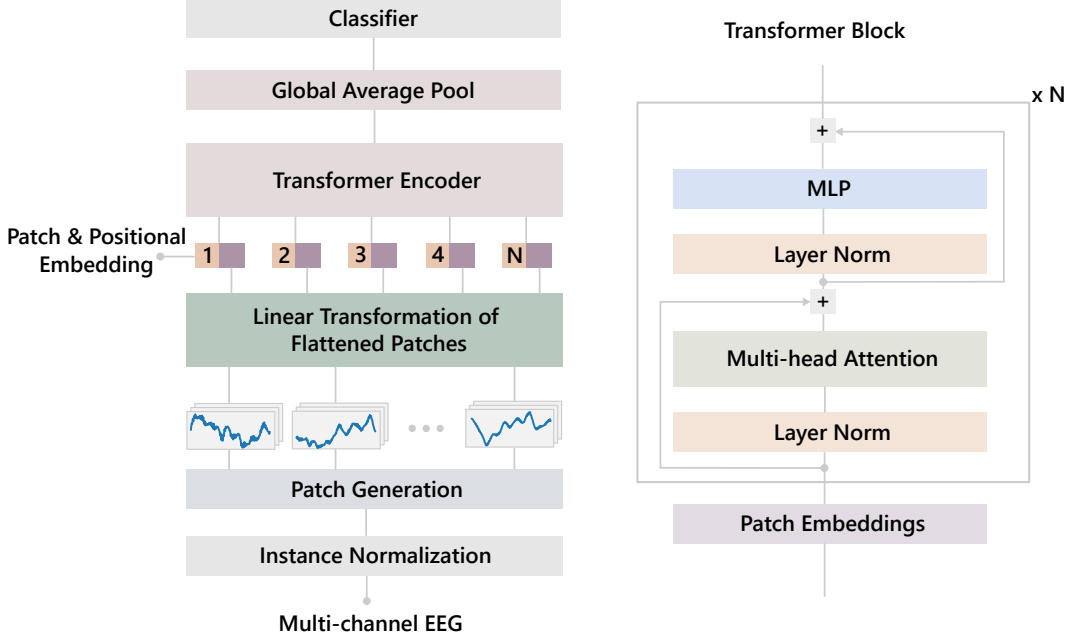 Classifier
Global Average Pool
Transformer Encoder
Patch & Positional
Embedding
1 2 3 4 N
Linear Transformation of
Flattened Patches
Patch Generation
Instance Normalization
Multi-channel EEG
Transformer Block
x N
+
MLP
Layer Norm
+
Multi-head Attention
Layer Norm
Patch Embeddings